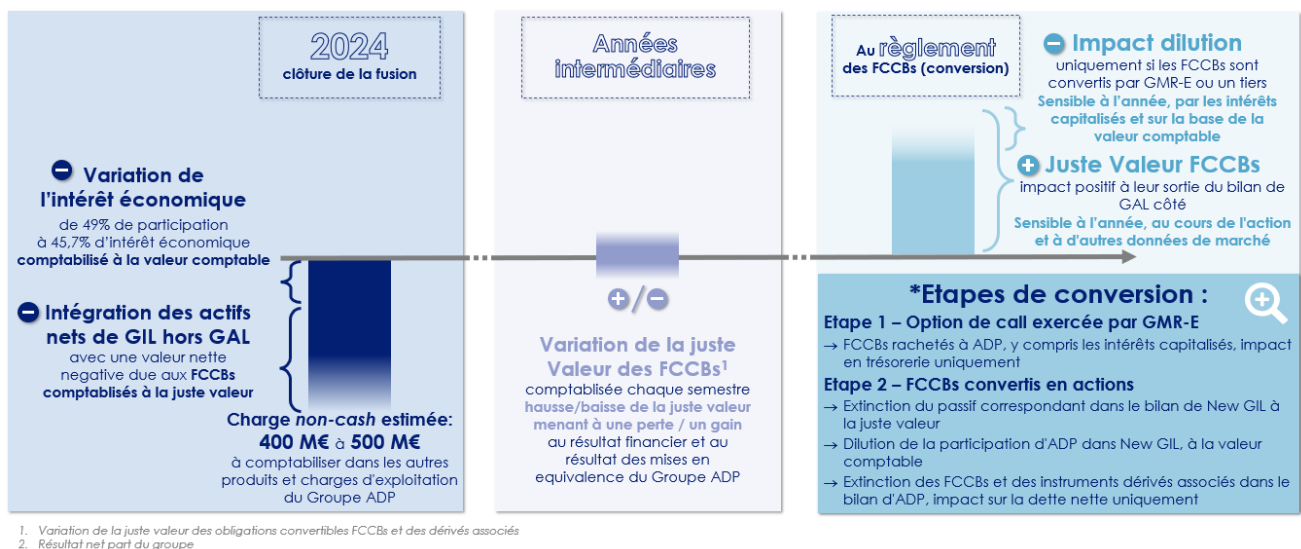 2024
clôture de la fusion
Variation de
l'intérêt économique
de 49% de participation
à 45,7% d'intérêt économique
comptabilisé à la valeur comptable
Intégration des actifs
nets de GIL hors GAL
avec une valeur nette
negative due aux FCCBs
comptablisés à la juste valeur
Charge non-cash estimée:
400 M€ à 500 M€
à comptabiliser dans les autres
produits et charges d'exploitation
du Groupe ADP
Années
intermédiaires
+/−
Variation de la juste
Valeur des FCCBs1
comptabilisée chaque semestre
hausse/baisse de la juste valeur
menant à une perte / un gain
au résultat financier et au
résultat des mises en
equivalence du Groupe ADP
Au règlement
des FCCBs (conversion)
Impact dilution
uniquement si les FCCBs sont
convertis par GMR-E ou un tiers
Sensible à l'année, par les intérêts
capitalisés et sur la base de la
valeur comptable
Juste Valeur FCCBs
impact positif à leur sortie du bilan de
GAL côté
Sensible à l'année, au cours de l'action
et à d'autres données de marché
*Etapes de conversion :
Etape 1 – Option de call exercée par GMR-E
→ FCCBs rachetés à ADP, y compris les intérêts capitalisés, impact
en trésorerie uniquement
Etape 2 – FCCBs convertis en actions
→ Extinction du passif correspondant dans le bilan de New GIL à
la juste valeur
→ Dilution de la participation d'ADP dans New GIL, à la valeur
comptable
→ Extinction des FCCBs et des instruments dérivés associés dans le
bilan d'ADP, impact sur la dette nette uniquement
1. Variation de la juste valeur des obligations convertibles FCCBs et des dérivés associés
2. Résultat net part du groupe